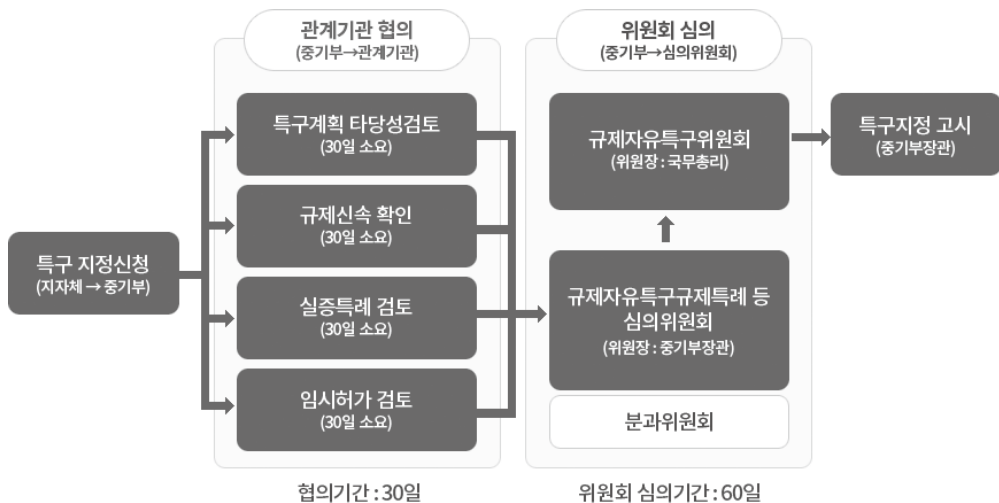 특구 지정신청
(지자체 → 중기부)
관계기관 협의
(중기부→관계기관)
특구계획 타당성검토
(30일 소요)
규제신속 확인
(30일 소요)
실증특례 검토
(30일 소요)
임시허가 검토
(30일 소요)
협의기간 : 30일
위원회 심의
(중기부→심의위원회)
규제자유특구위원회
(위원장 : 국무총리)
규제자유특구규제특례 등
심의위원회
(위원장 : 중기부장관)
분과위원회
위원회 심의기간 : 60일
특구지정 고시
(중기부장관)